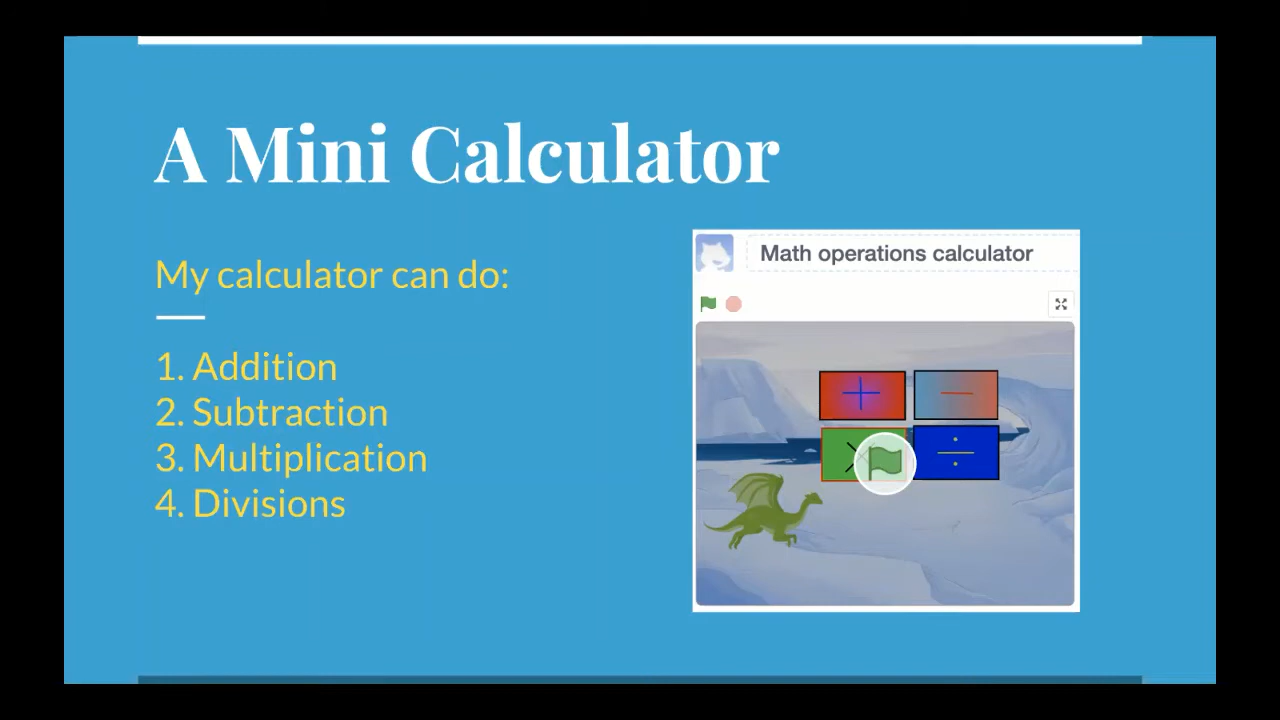 A Mini Calculator
My calculator can do:
1. Addition
2. Subtraction
3. Multiplication
4. Divisions
Math operations calculator
+ −
× ÷